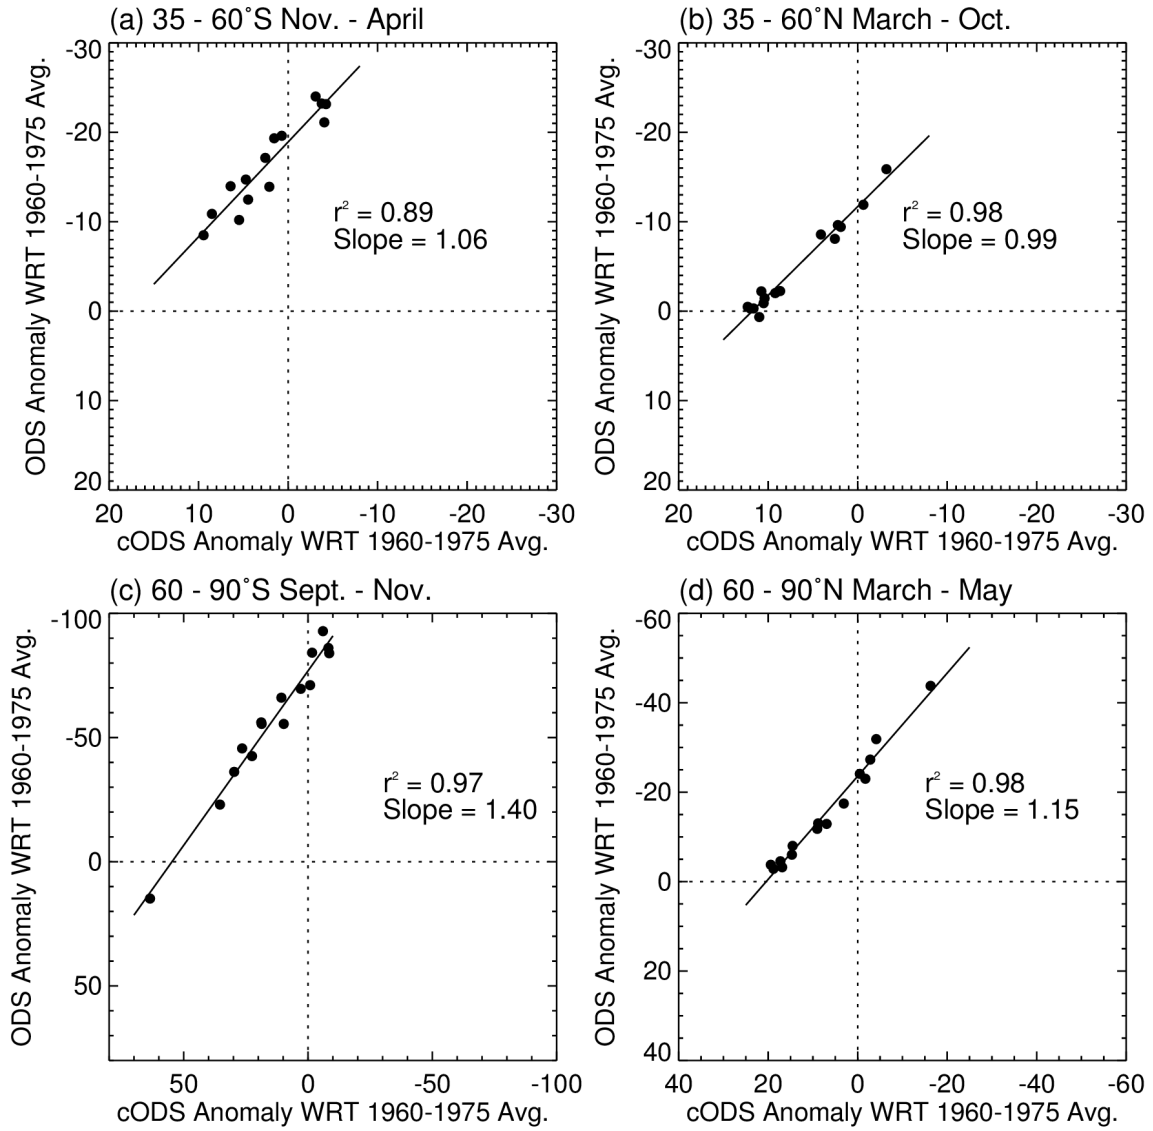 (a) 35 - 60˚S Nov. - April
-30
-20
-10
0
10
20
ODS Anomaly WRT 1960-1975 Avg.
r² = 0.89
Slope = 1.06
20 10 0 -10 -20 -30
cODS Anomaly WRT 1960-1975 Avg.
(b) 35 - 60˚N March - Oct.
-30
-20
-10
0
10
20
ODS Anomaly WRT 1960-1975 Avg.
r² = 0.98
Slope = 0.99
20 10 0 -10 -20 -30
cODS Anomaly WRT 1960-1975 Avg.
(c) 60 - 90˚S Sept. - Nov.
-100
-50
0
50
ODS Anomaly WRT 1960-1975 Avg.
r² = 0.97
Slope = 1.40
50 0 -50 -100
cODS Anomaly WRT 1960-1975 Avg.
(d) 60 - 90˚N March - May
-60
-40
-20
0
20
40
ODS Anomaly WRT 1960-1975 Avg.
r² = 0.98
Slope = 1.15
40 20 0 -20 -40 -60
cODS Anomaly WRT 1960-1975 Avg.